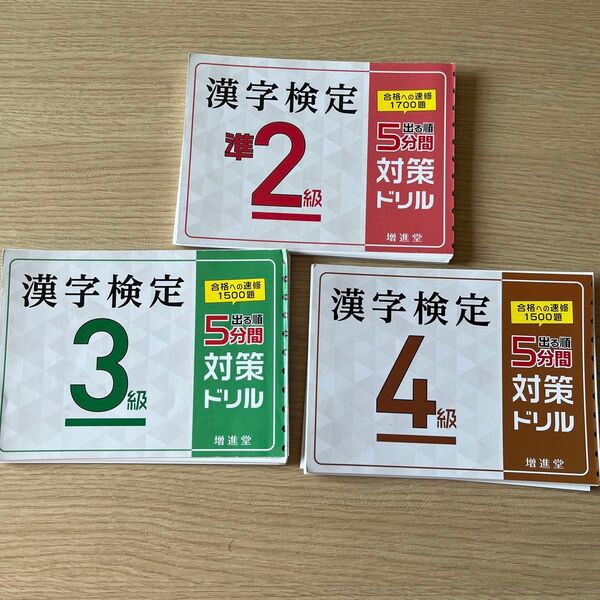 漢字検定
準2級
合格への速修
1700題
出る順
5分間
対策
ドリル
増進堂
漢字検定
3級
合格への速修
1500題
出る順
5分間
対策
ドリル
増進堂
漢字検定
4級
合格への速修
1500題
出る順
5分間
対策
ドリル
増進堂